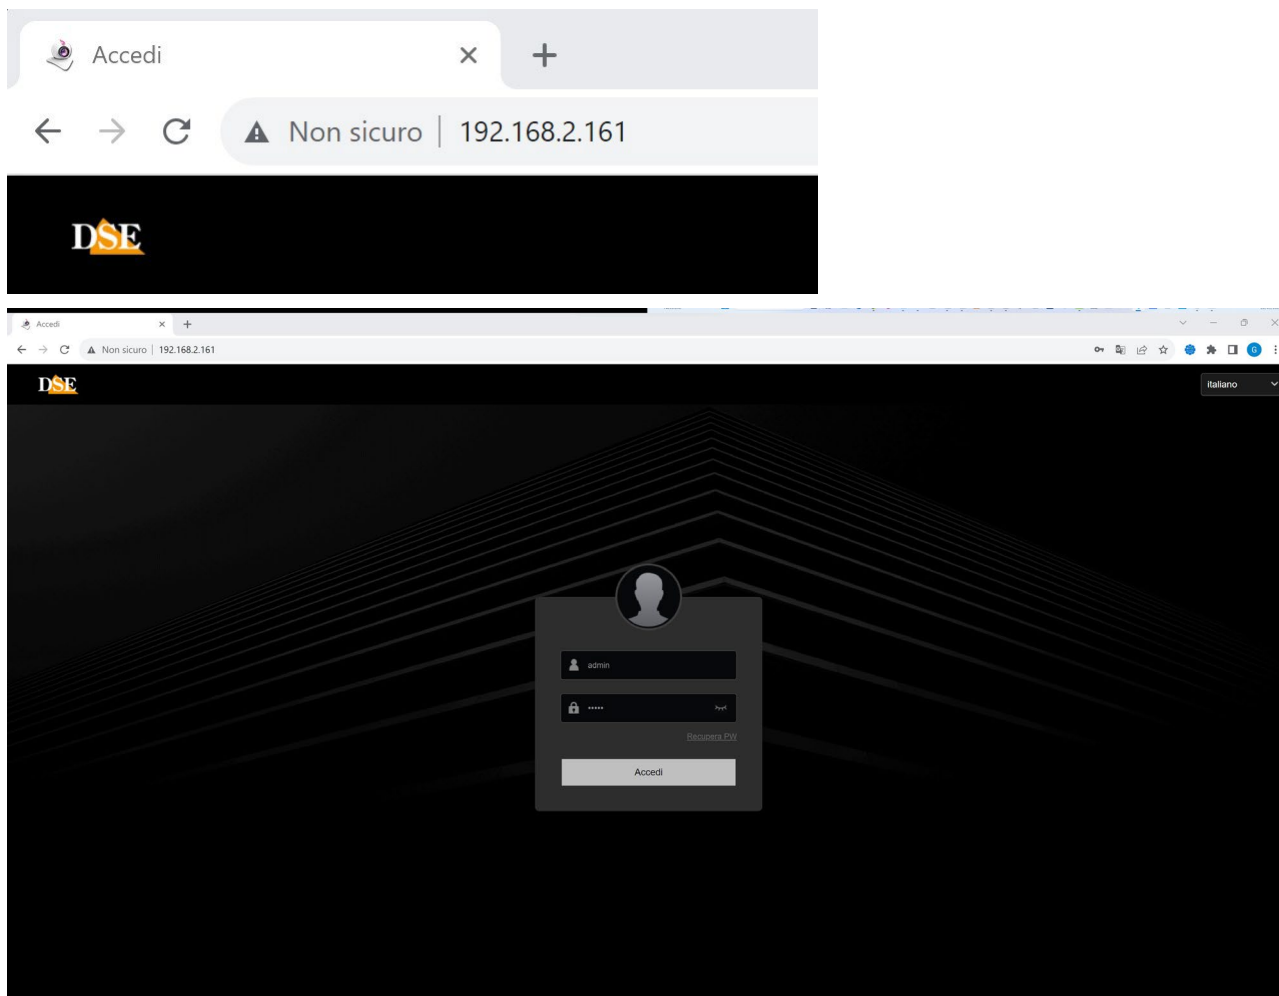 Accedi
Non sicuro | 192.168.2.161
DSE
Accedi
Non sicuro | 192.168.2.161
G
DSE
italiano
admin
•••••
Recupera PW
Accedi